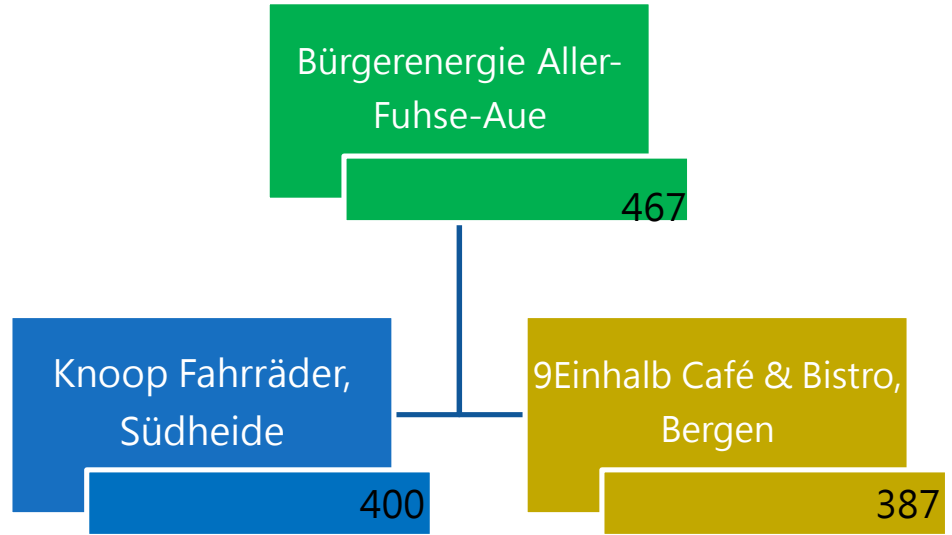 Bürgerenergie Aller-
Fuhse-Aue
467
Knoop Fahrräder,
Südheide
400
9Einhalb Café & Bistro,
Bergen
387